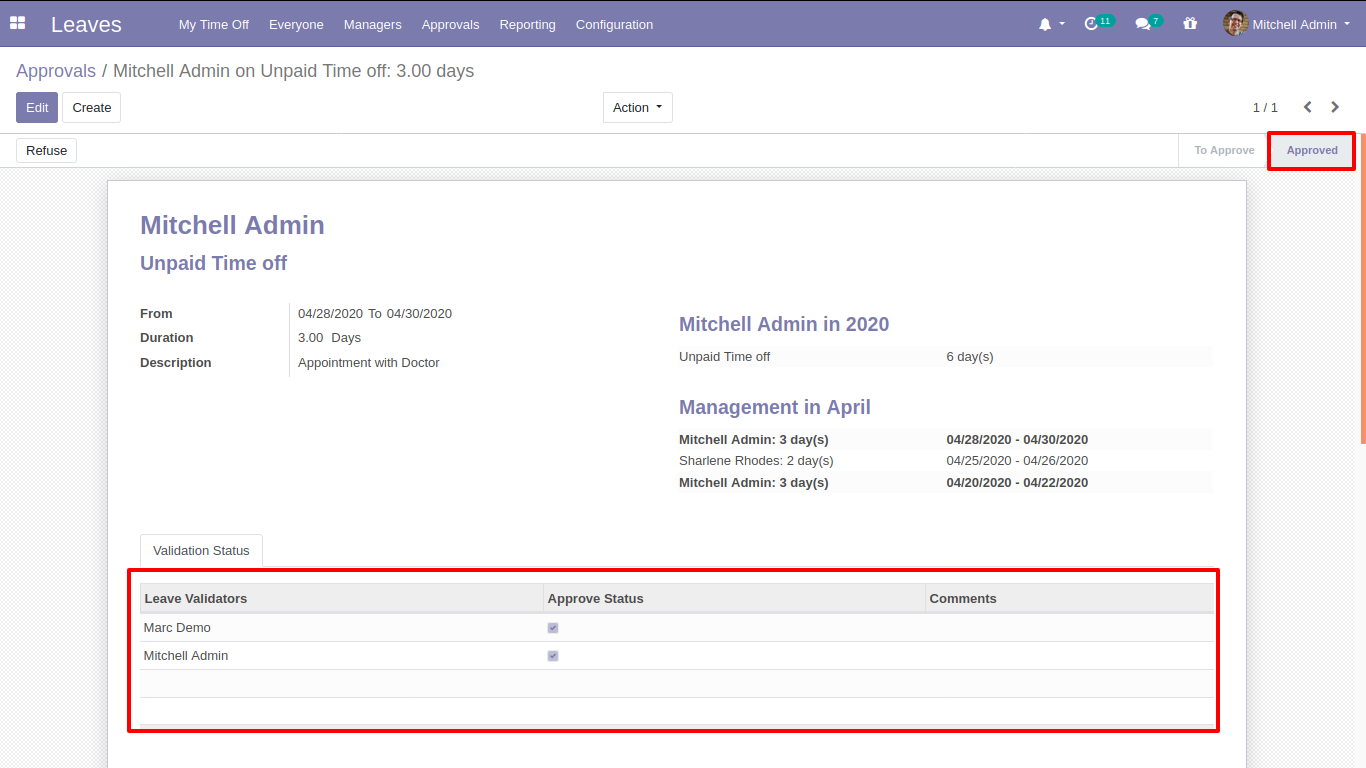 Leaves My Time Off Everyone Managers Approvals Reporting Configuration 11 7 Mitchell Admin
Approvals / Mitchell Admin on Unpaid Time off: 3.00 days
Edit Create Action 1 / 1
Refuse To Approve Approved
Mitchell Admin
Unpaid Time off
From 04/28/2020 To 04/30/2020
Duration 3.00 Days
Description Appointment with Doctor
Mitchell Admin in 2020
Unpaid Time off 6 day(s)
Management in April
Mitchell Admin: 3 day(s) 04/28/2020 - 04/30/2020
Sharlene Rhodes: 2 day(s) 04/25/2020 - 04/26/2020
Mitchell Admin: 3 day(s) 04/20/2020 - 04/22/2020
Validation Status
Leave Validators Approve Status Comments
Marc Demo
Mitchell Admin